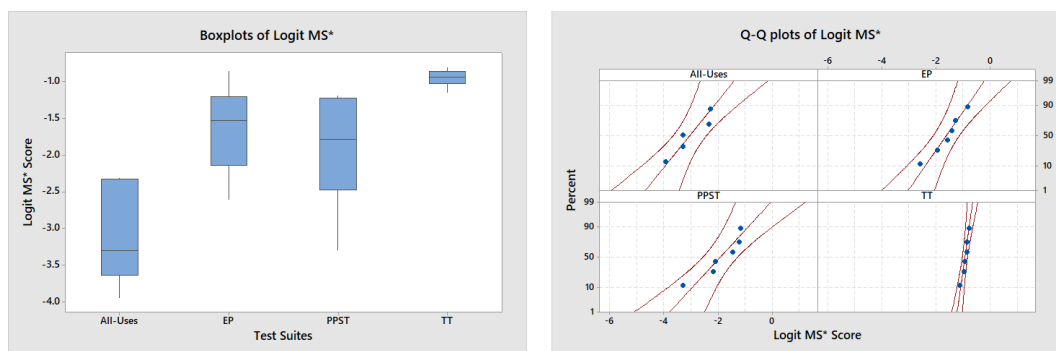 Boxplots of Logit MS*
Logit MS* Score
-1.0
-1.5
-2.0
-2.5
-3.0
-3.5
-4.0
All-Uses EP PPST TT
Test Suites
Q-Q plots of Logit MS*
-6 -4 -2 0
All-Uses EP
99
90
50
10
1
PPST TT
99
90
50
10
1
Percent
-6 -4 -2 0
Logit MS* Score